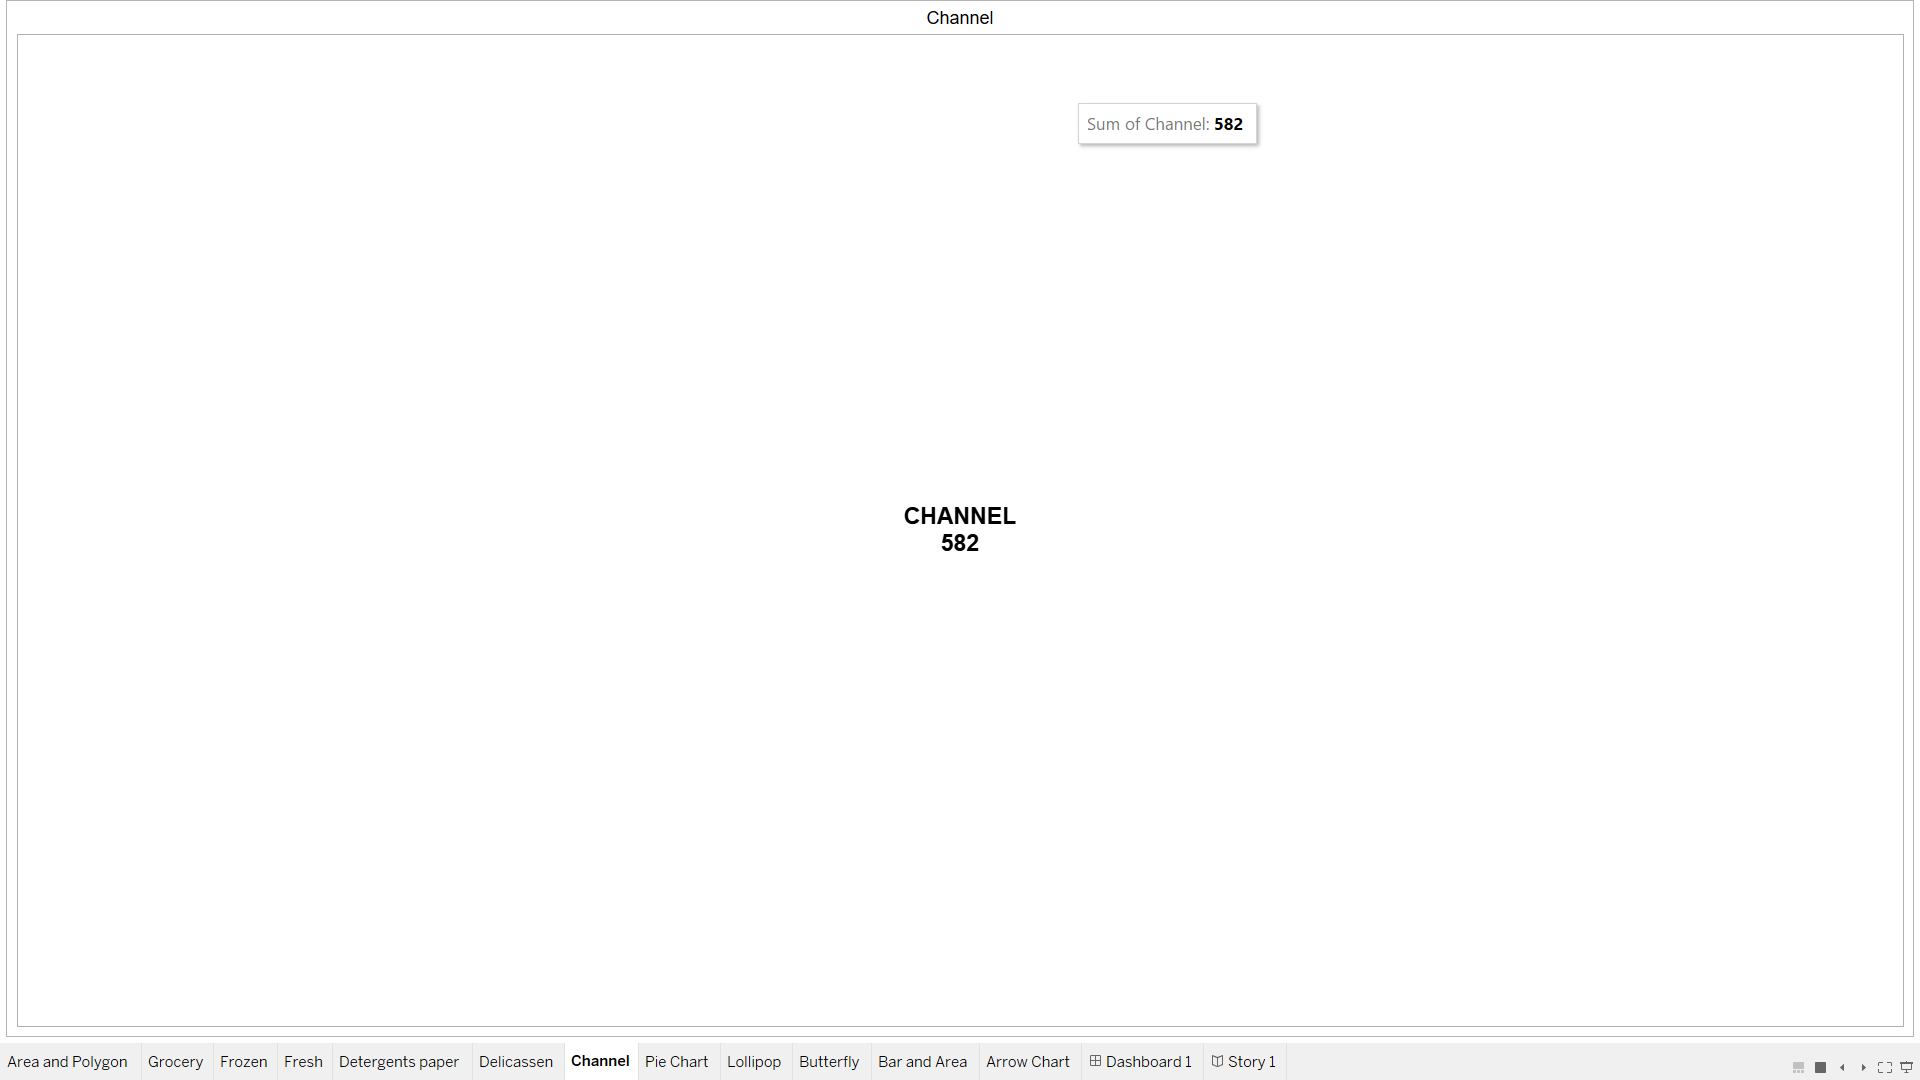 Channel
Sum of Channel: 582
CHANNEL
582
Area and Polygon Grocery Frozen Fresh Detergents paper Delicassen Channel Pie Chart Lollipop Butterfly Bar and Area Arrow Chart Dashboard 1 Story 1